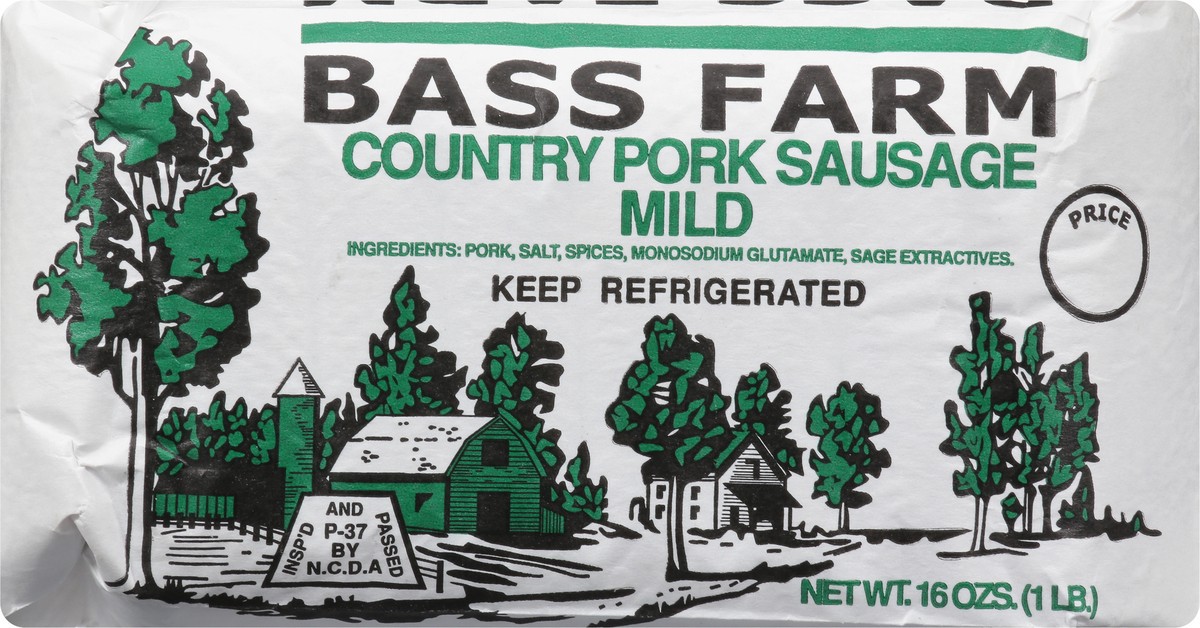 BASS FARM
COUNTRY PORK SAUSAGE
MILD
INGREDIENTS: PORK, SALT, SPICES, MONOSODIUM GLUTAMATE, SAGE EXTRACTIVES.
KEEP REFRIGERATED
PRICE
INSP'D AND PASSED
P-37
BY
N.C.D.A
NET WT. 16 OZS. (1 LB.)